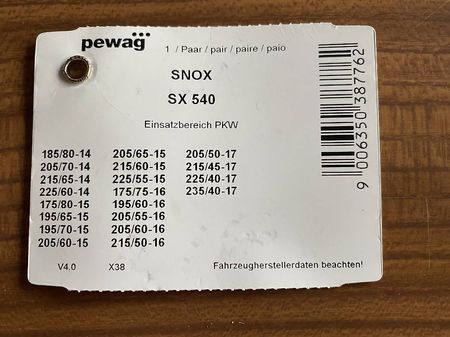 pewag 1 / Paar / pair / paire / paio
SNOX
SX 540
Einsatzbereich PKW
185/80-14 205/65-15 205/50-17
205/70-14 215/60-15 215/45-17
215/65-14 225/55-15 225/40-17
225/60-14 175/75-16 235/40-17
175/80-15 195/60-16
195/65-15 205/55-16
195/70-15 205/60-16
205/60-15 215/50-16
V4.0 X38 Fahrzeugherstellerdaten beachten!
9 006350 387762